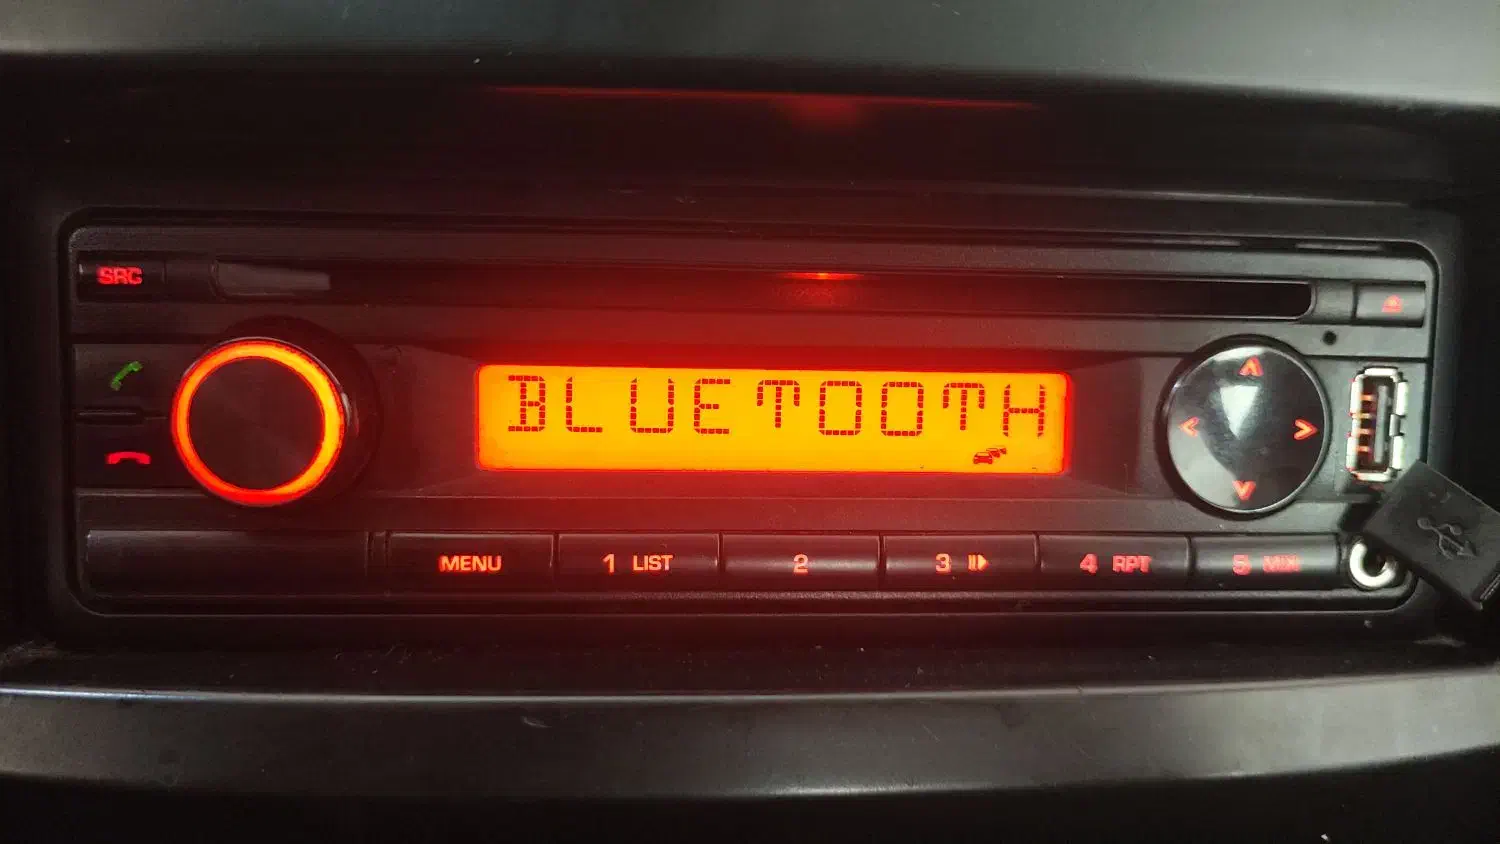 SRC
BLUETOOTH
MENU 1 LIST 2 3 4 RPT 5 MIX